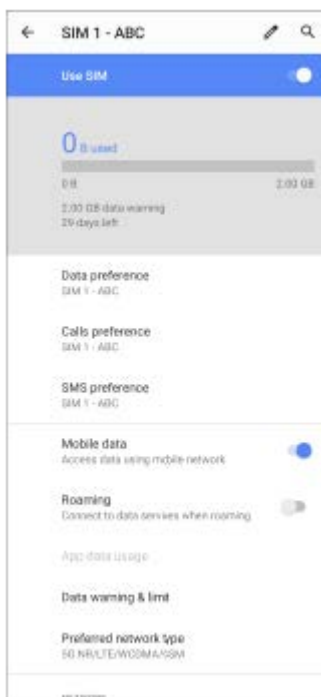 SIM 1 - ABC
Use SIM
0 B used
0 B
2.00 GB
2.00 GB data warning
29 days left
Data preference
SIM 1 - ABC
Calls preference
SIM 1 - ABC
SMS preference
SIM 1 - ABC
Mobile data
Access data using mobile network
Roaming
Connect to data services when roaming
App data usage
Data warning & limit
Preferred network type
5G NR/LTE/WCDMA/GSM